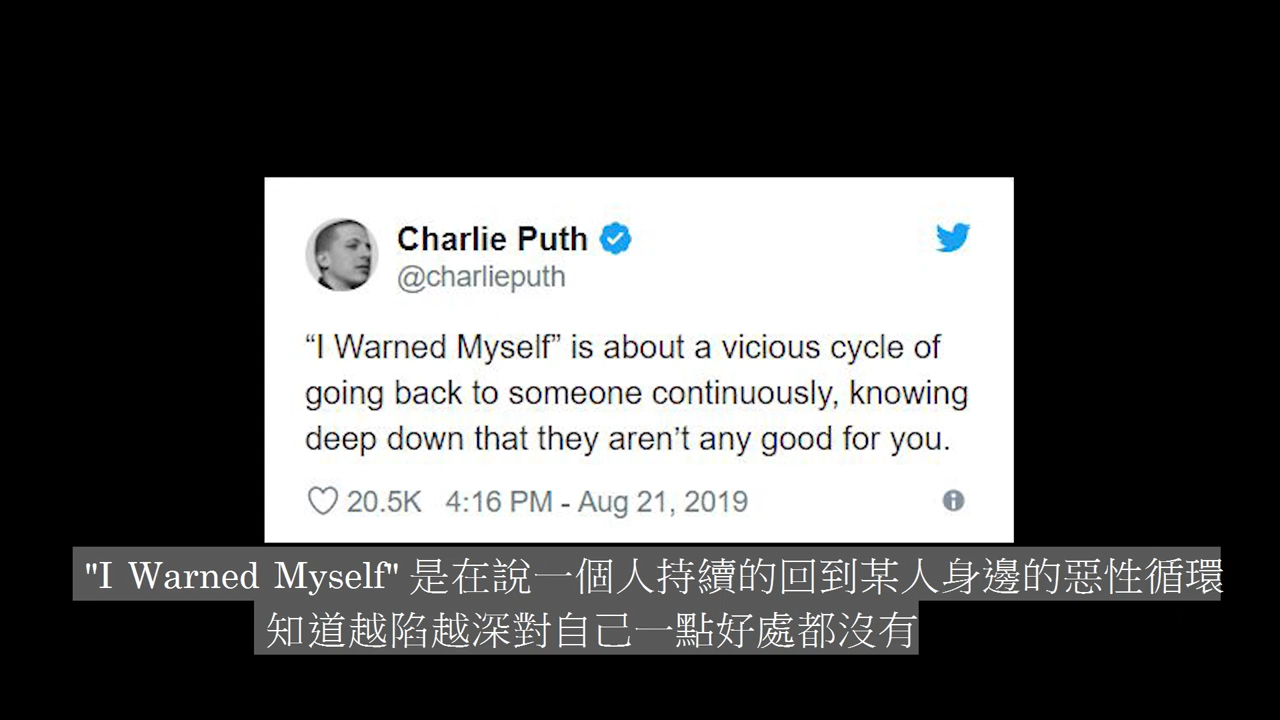 Charlie Puth
@charlieputh
“I Warned Myself” is about a vicious cycle of
going back to someone continuously, knowing
deep down that they aren’t any good for you.
20.5K 4:16 PM - Aug 21, 2019
"I Warned Myself" 是在說一個人持續的回到某人身邊的惡性循環
知道越陷越深對自己一點好處都沒有